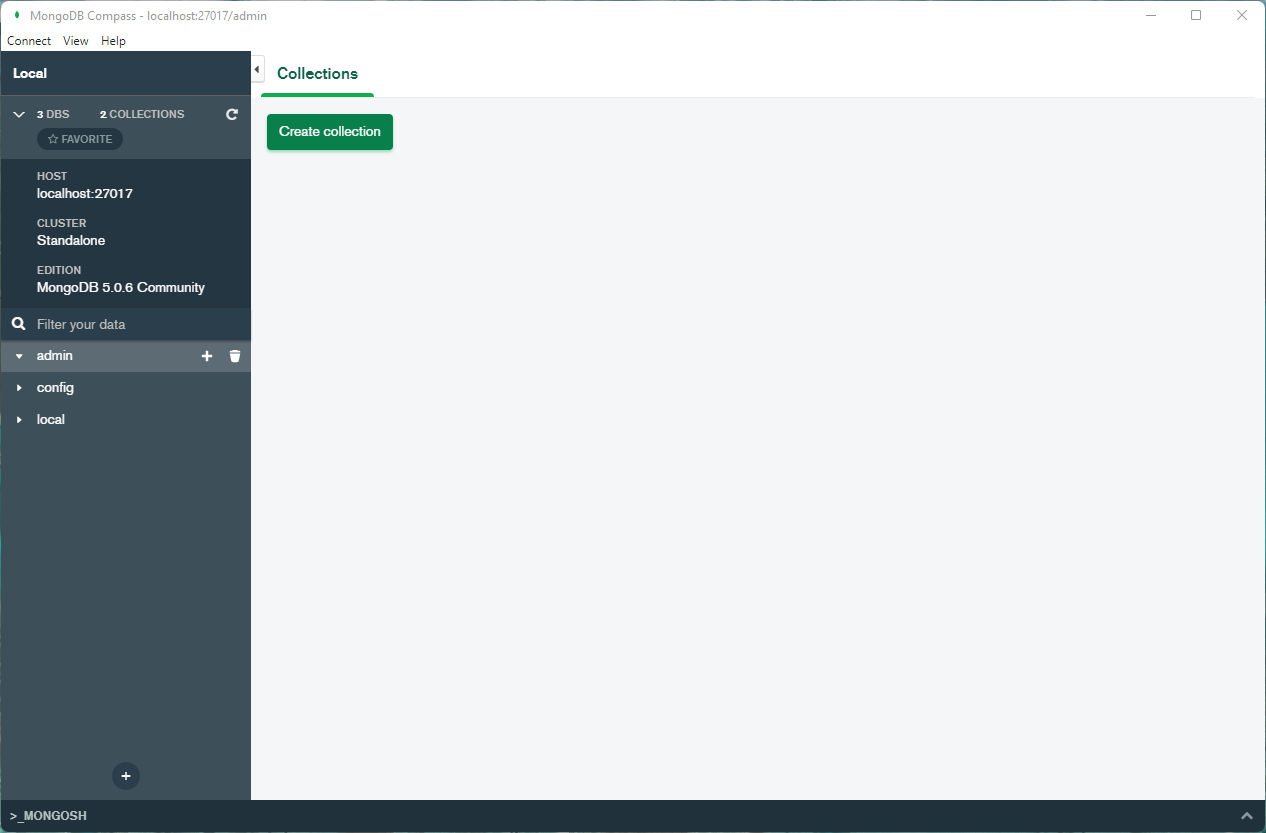 MongoDB Compass - localhost:27017/admin
Connect View Help
Local
Collections
3 DBS 2 COLLECTIONS
FAVORITE
Create collection
HOST
localhost:27017
CLUSTER
Standalone
EDITION
MongoDB 5.0.6 Community
Filter your data
admin
config
local
>_MONGOSH